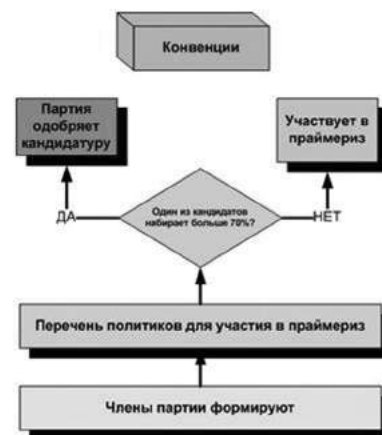 Конвенции
Партия
одобряет
кандидатуру
Участвует в
праймериз
Один из кандидатов
набирает больше 70%?
ДА
НЕТ
Перечень политиков для участия в праймериз
Члены партии формируют